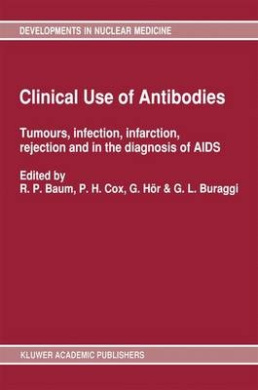 DEVELOPMENTS IN NUCLEAR MEDICINE
Clinical Use of Antibodies
Tumours, infection, infarction,
rejection and in the diagnosis of AIDS
Edited by
R. P. Baum, P. H. Cox, G. Hör & G. L. Buraggi
KLUWER ACADEMIC PUBLISHERS